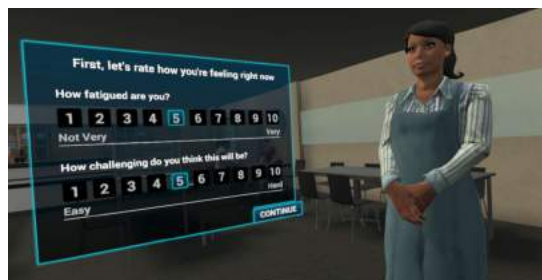 First, let's rate how you're feeling right now
How fatigued are you?
1 2 3 4 5 6 7 8 9 10
Not Very Very
How challenging do you think this will be?
1 2 3 4 5 6 7 8 9 10
Easy Hard
CONTINUE